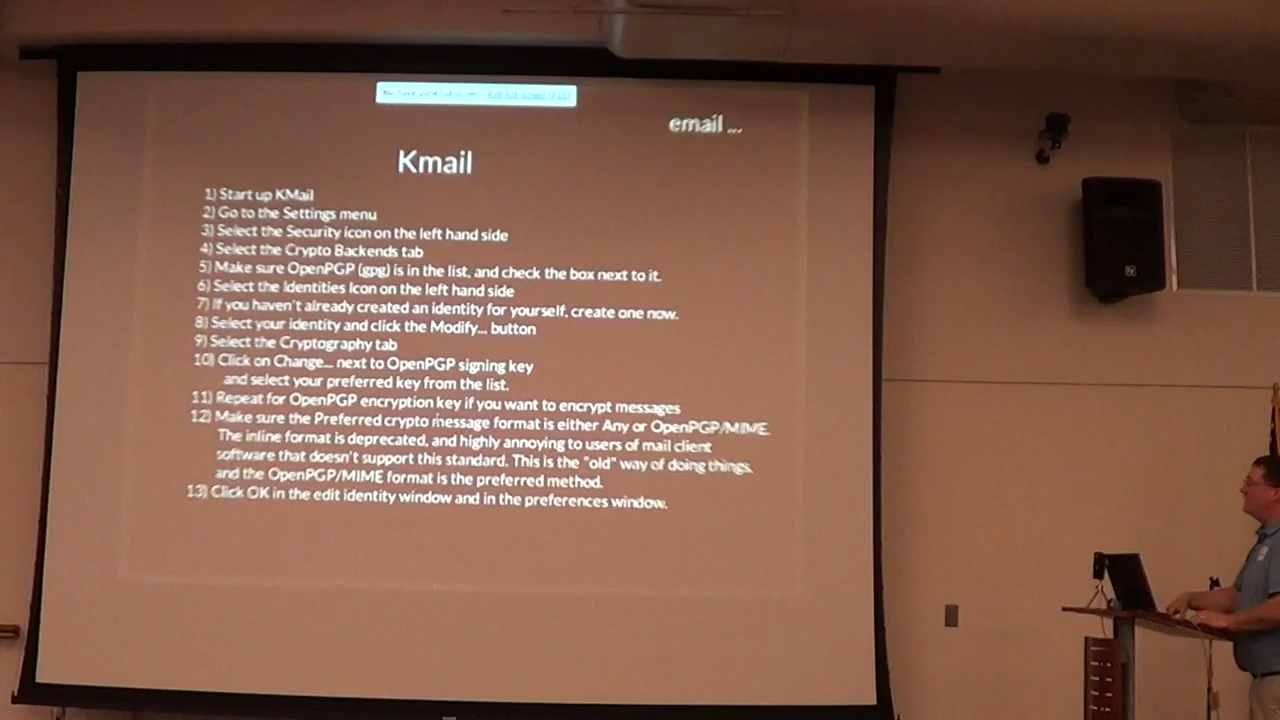 email ...
Kmail
1) Start up KMail
2) Go to the Settings menu
3) Select the Security icon on the left hand side
4) Select the Crypto Backends tab
5) Make sure OpenPGP (gpg) is in the list, and check the box next to it.
6) Select the Identities Icon on the left hand side
7) If you haven't already created an identity for yourself, create one now.
8) Select your identity and click the Modify... button
9) Select the Cryptography tab
10) Click on Change... next to OpenPGP signing key
and select your preferred key from the list.
11) Repeat for OpenPGP encryption key if you want to encrypt messages
12) Make sure the Preferred crypto message format is either Any or OpenPGP/MIME.
The inline format is deprecated, and highly annoying to users of mail client
software that doesn't support this standard. This is the "old" way of doing things,
and the OpenPGP/MIME format is the preferred method.
13) Click OK in the edit identity window and in the preferences window.